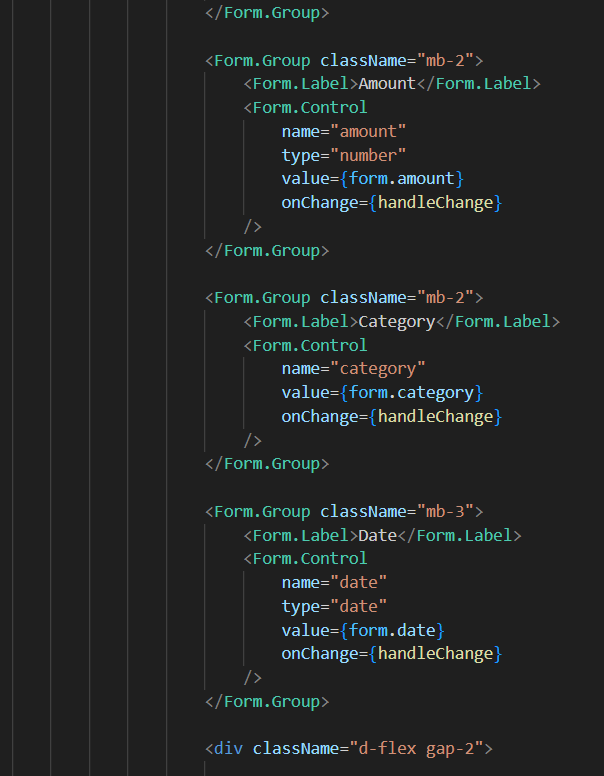 </Form.Group>
<Form.Group className="mb-2">
<Form.Label>Amount</Form.Label>
<Form.Control
name="amount"
type="number"
value={form.amount}
onChange={handleChange}
/>
</Form.Group>
<Form.Group className="mb-2">
<Form.Label>Category</Form.Label>
<Form.Control
name="category"
value={form.category}
onChange={handleChange}
/>
</Form.Group>
<Form.Group className="mb-3">
<Form.Label>Date</Form.Label>
<Form.Control
name="date"
type="date"
value={form.date}
onChange={handleChange}
/>
</Form.Group>
<div className="d-flex gap-2">